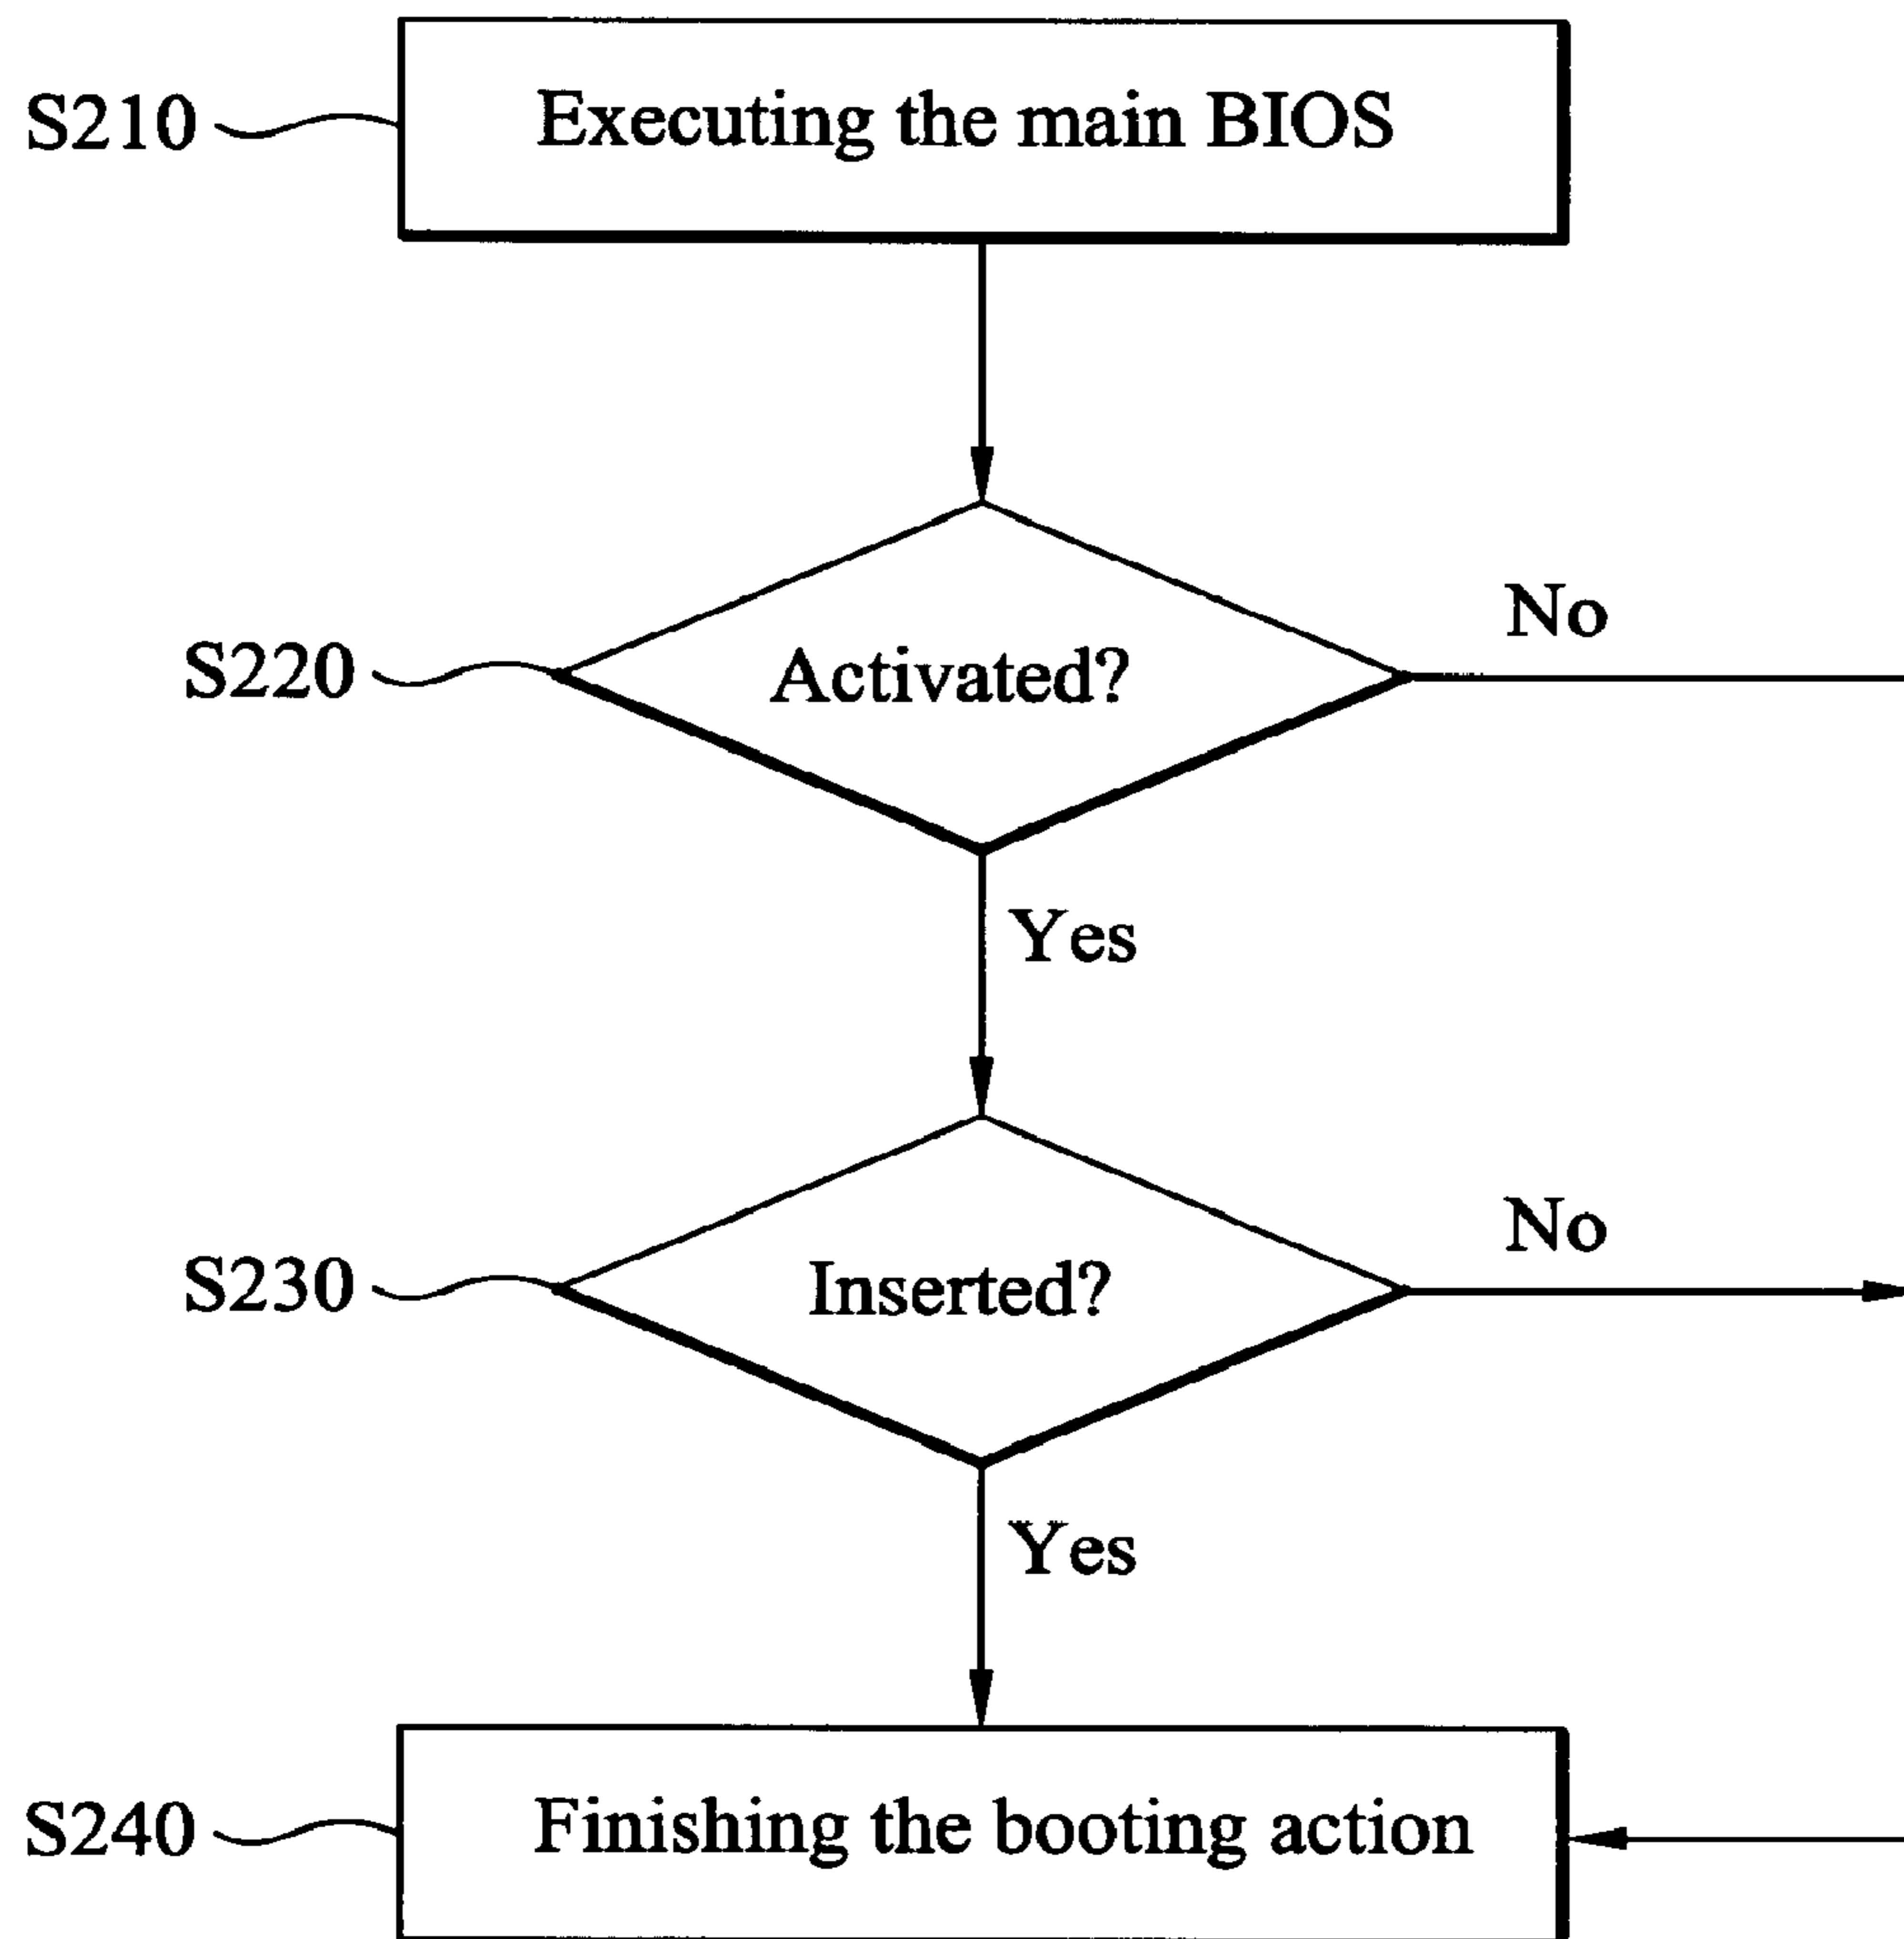 S210
Executing the main BIOS
No
S220
Activated?
Yes
No
S230
Inserted?
Yes
S240
Finishing the booting action